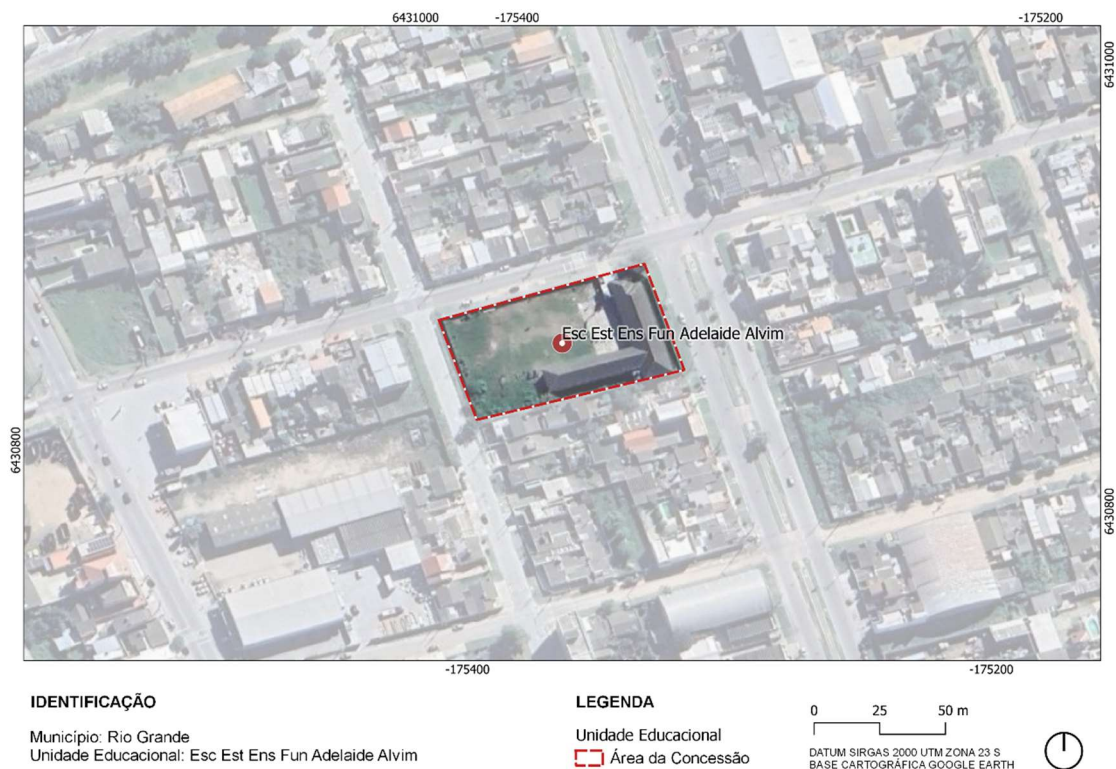 6431000
-175400
-175200
6431000
Esc Est Ens Fun Adelaide Alvim
6430800
6430800
-175400
-175200
IDENTIFICAÇÃO
Município: Rio Grande
Unidade Educacional: Esc Est Ens Fun Adelaide Alvim
LEGENDA
Unidade Educacional
Área da Concessão
0 25 50 m
DATUM SIRGAS 2000 UTM ZONA 23 S
BASE CARTOGRÁFICA GOOGLE EARTH